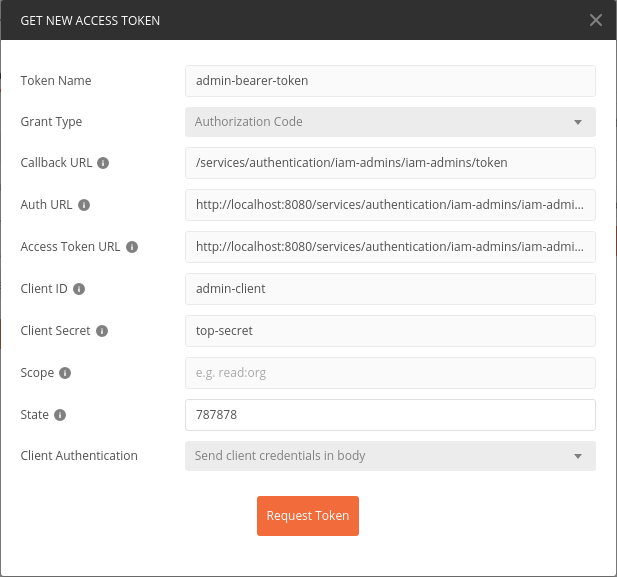 GET NEW ACCESS TOKEN
Token Name admin-bearer-token
Grant Type Authorization Code
Callback URL /services/authentication/iam-admins/iam-admins/token
Auth URL http://localhost:8080/services/authentication/iam-admins/iam-admi...
Access Token URL http://localhost:8080/services/authentication/iam-admins/iam-admi...
Client ID admin-client
Client Secret top-secret
Scope e.g. read:org
State 787878
Client Authentication Send client credentials in body
Request Token